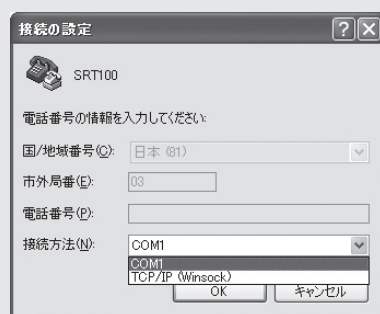 接続の設定
SRT100
電話番号の情報を入力してください:
国/地域番号(C): 日本 (81)
市外局番(E): 03
電話番号(P):
接続方法(N): COM1
COM1
TCP/IP (Winsock)
OK キャンセル